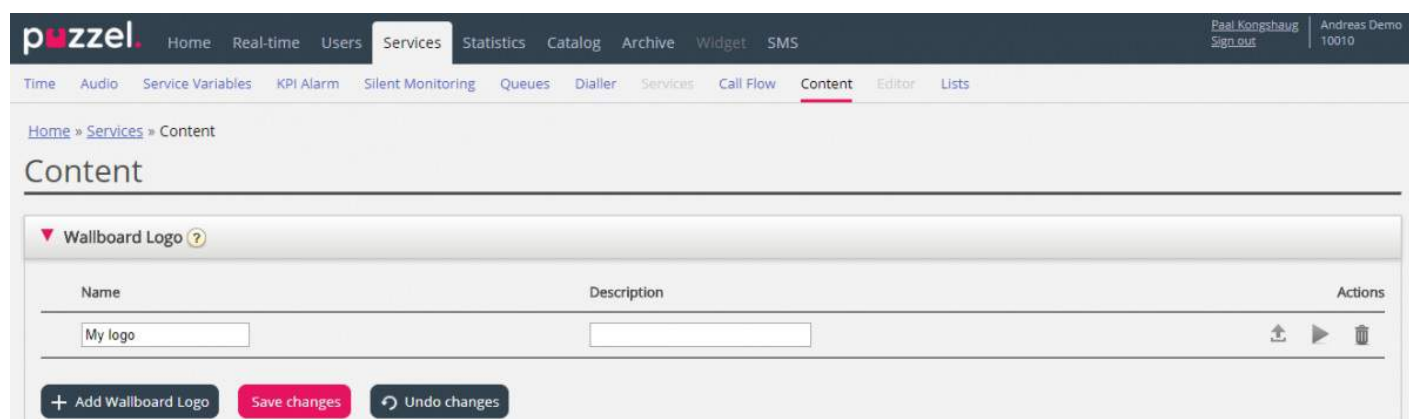 puzzel.
Home Real-time Users Services Statistics Catalog Archive Widget SMS
Paal Kongshaug
Sign out
Andreas Demo
10010
Time Audio Service Variables KPI Alarm Silent Monitoring Queues Dialler Services Call Flow Content Editor Lists
Home » Services » Content
Content
Wallboard Logo ?
Name Description Actions
My logo
+ Add Wallboard Logo Save changes Undo changes